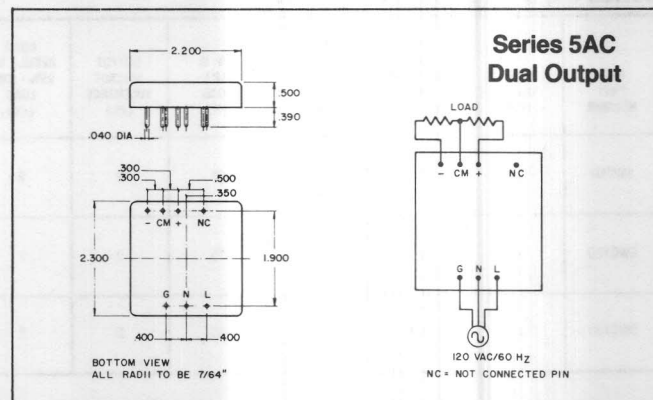 Series 5AC
Dual Output
2.200
.500
.390
.040 DIA
.300
.300
.500
.350
- CM + NC
2.300
1.900
G N L
.400
.400
BOTTOM VIEW
ALL RADII TO BE 7/64"
LOAD
- CM + NC
G N L
120 VAC/60 HZ
NC = NOT CONNECTED PIN